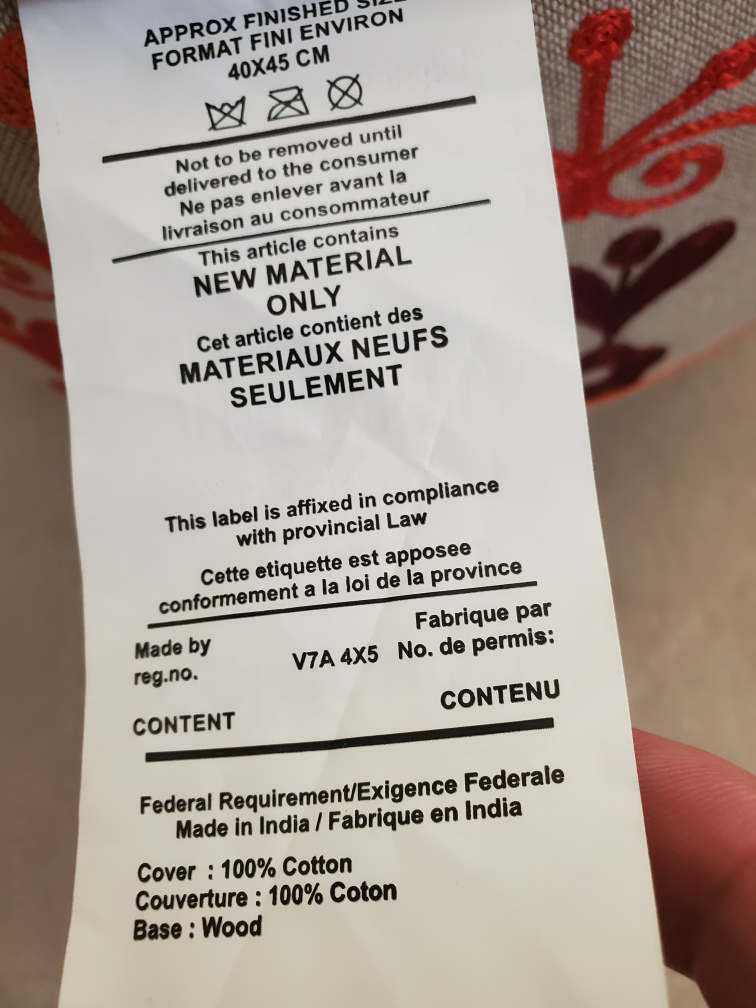 APPROX FINISHED SIZE
FORMAT FINI ENVIRON
40X45 CM
Not to be removed until
delivered to the consumer
Ne pas enlever avant la
livraison au consommateur
This article contains
NEW MATERIAL
ONLY
Cet article contient des
MATERIAUX NEUFS
SEULEMENT
This label is affixed in compliance
with provincial Law
Cette etiquette est apposee
conformement a la loi de la province
Made by
reg.no.
V7A 4X5
Fabrique par
No. de permis:
CONTENT
CONTENU
Federal Requirement/Exigence Federale
Made in India / Fabrique en India
Cover : 100% Cotton
Couverture : 100% Coton
Base : Wood